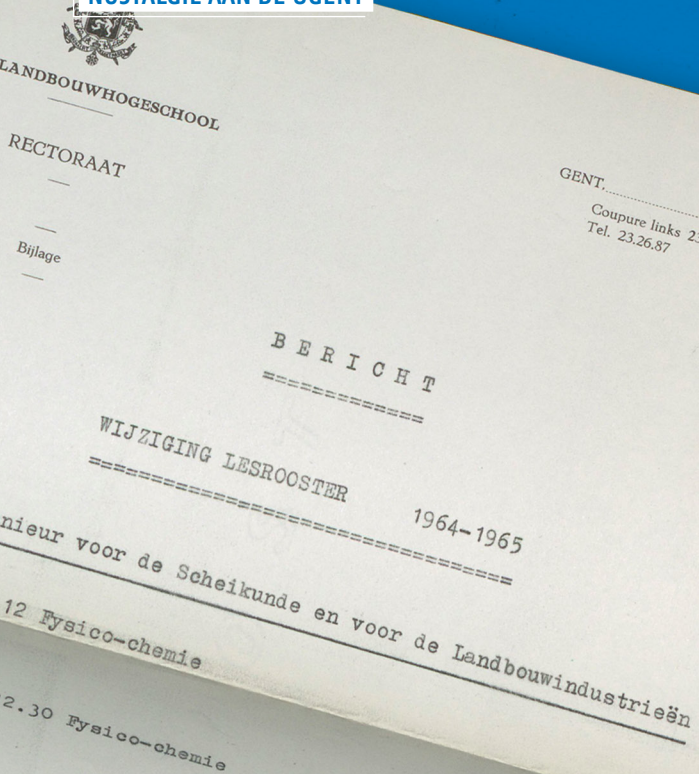 NOSTALGIE AAN DE UGENT
LANDBOUWHOGESCHOOL
RECTORAAT
Bijlage
GENT,
Coupure links
Tel. 23.26.87
BERICHT
WIJZIGING LESROOSTER 1964-1965
nieur voor de Scheikunde en voor de Landbouwindustrieën
12 Fysico-chemie
2.30 Fysico-chemie